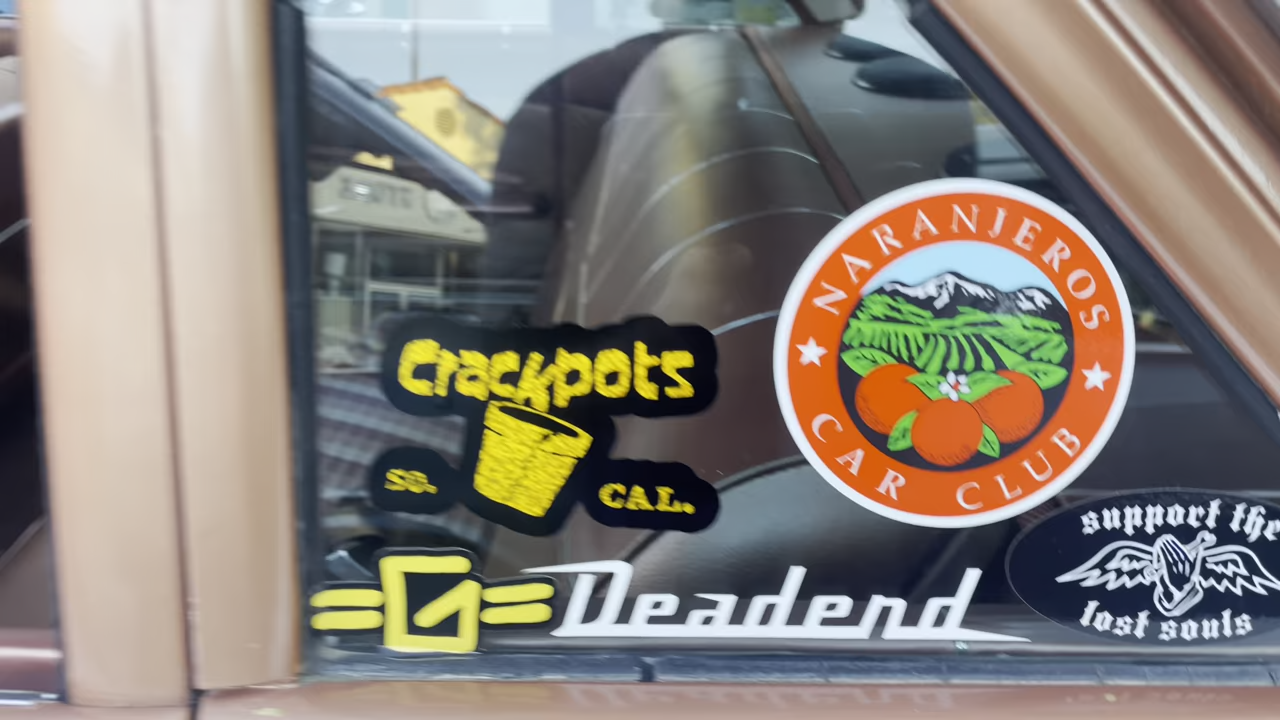 Crackpots
SO. CAL.
NARANJEROS
CAR CLUB
Deadend
support the
lost souls